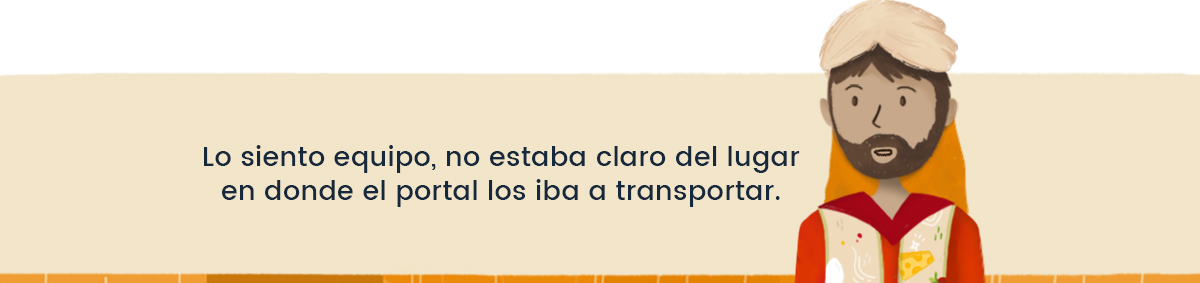 Lo siento equipo, no estaba claro del lugar
en donde el portal los iba a transportar.